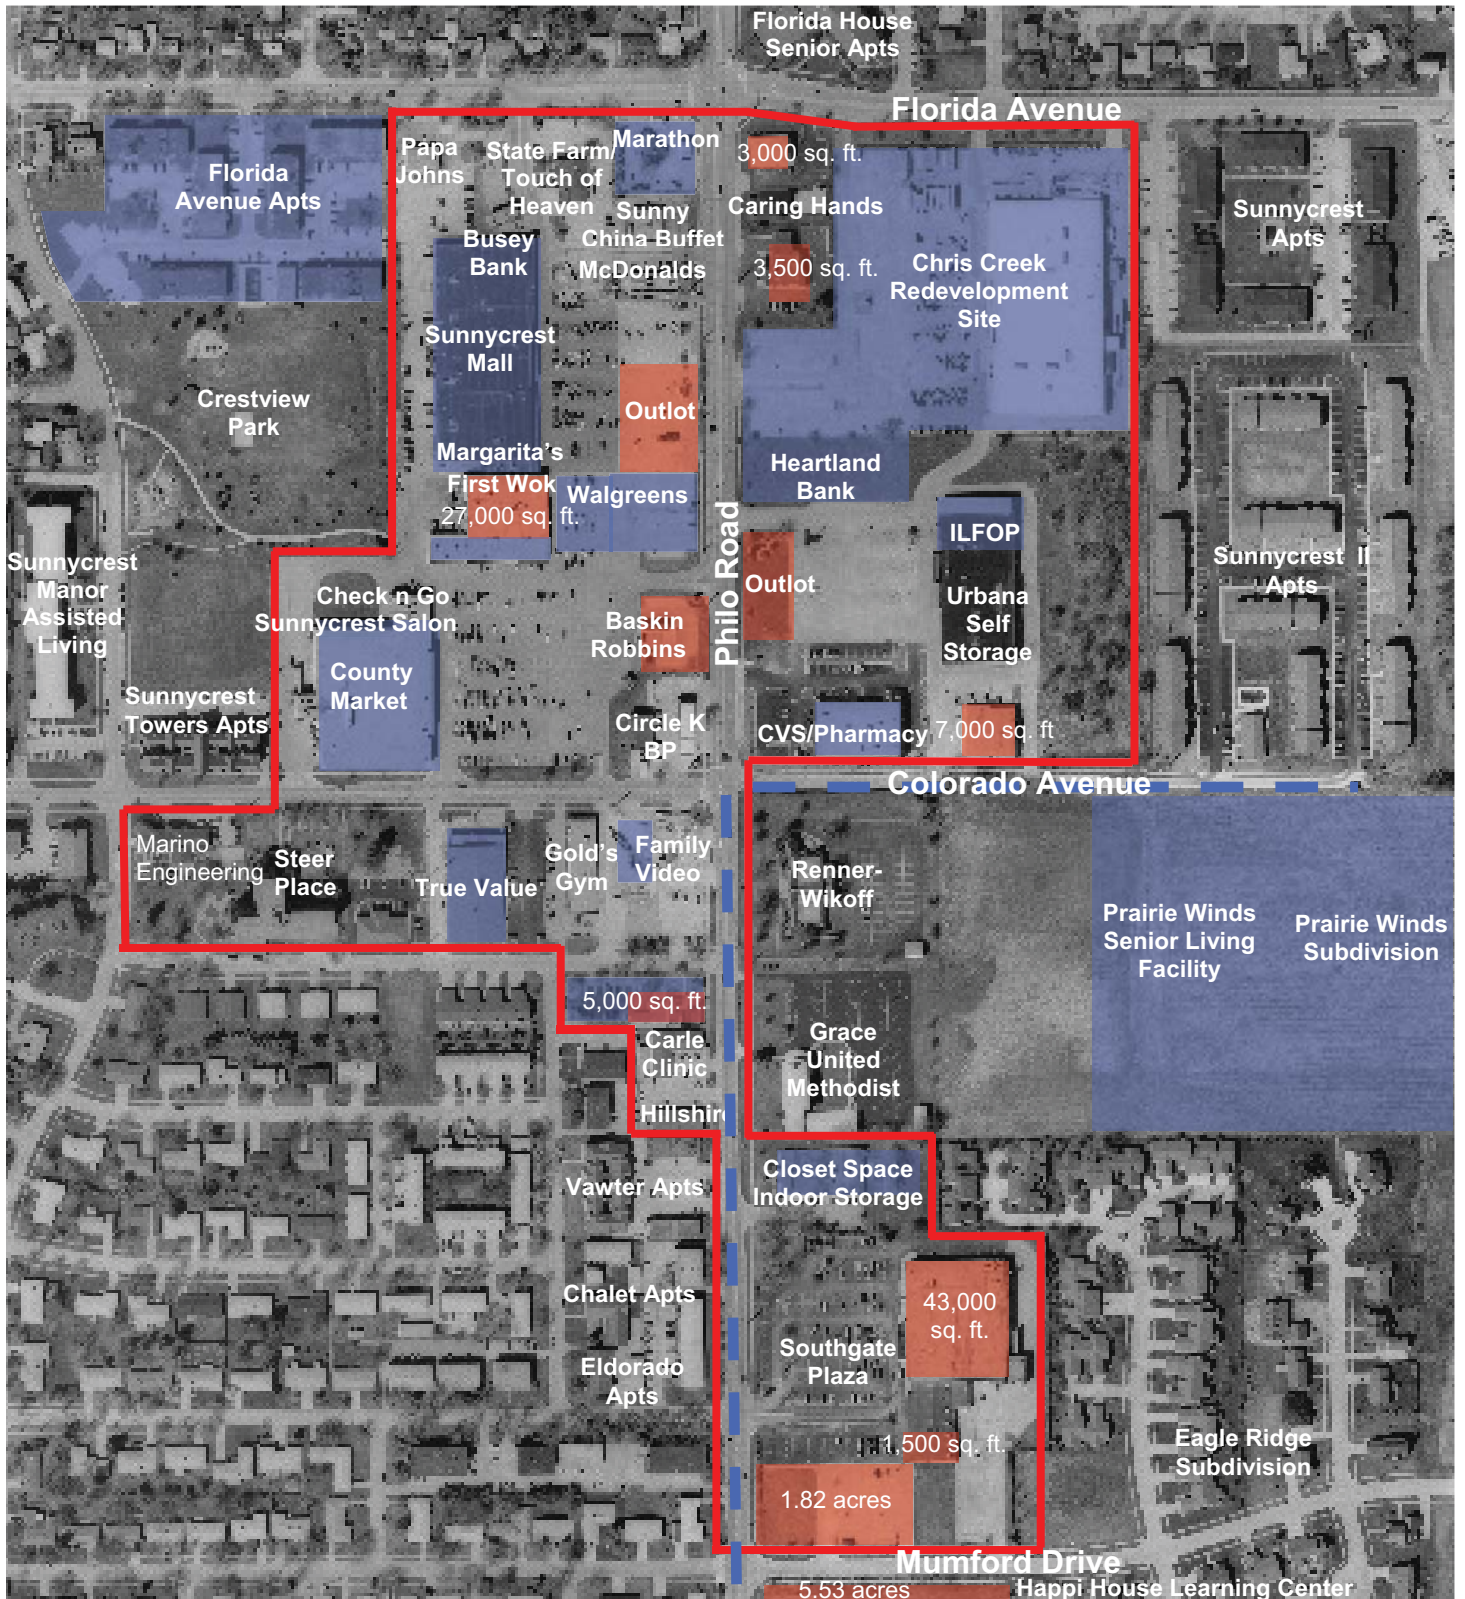 Florida House
Senior Apts
Florida Avenue
Papa
Johns
State Farm/
Touch of
Heaven
Marathon
3,000 sq. ft.
Florida
Avenue Apts
Sunny
China Buffet
McDonalds
Caring Hands
3,500 sq. ft.
Sunnycrest
Apts
Busey
Bank
Chris Creek
Redevelopment
Site
Sunnycrest
Mall
Crestview
Park
Outlot
Margarita's
First Wok
27,000 sq. ft.
Walgreens
Heartland
Bank
Philo Road
ILFOP
Sunnycrest II
Apts
Sunnycrest
Manor
Assisted
Living
Check n Go
Sunnycrest Salon
Baskin
Robbins
Outlot
Urbana
Self
Storage
County
Market
Sunnycrest
Towers Apts
Circle K
BP
CVS/Pharmacy
7,000 sq. ft
Colorado Avenue
Marino
Engineering
Steer
Place
True Value
Gold's
Gym
Family
Video
Renner-
Wikoff
Prairie Winds
Senior Living
Facility
Prairie Winds
Subdivision
5,000 sq. ft.
Carle
Clinic
Grace
United
Methodist
Hillshire
Vawter Apts
Closet Space
Indoor Storage
Chalet Apts
43,000
sq. ft.
Southgate
Plaza
Eldorado
Apts
1,500 sq. ft.
Eagle Ridge
Subdivision
1.82 acres
Mumford Drive
5.53 acres
Happi House Learning Center